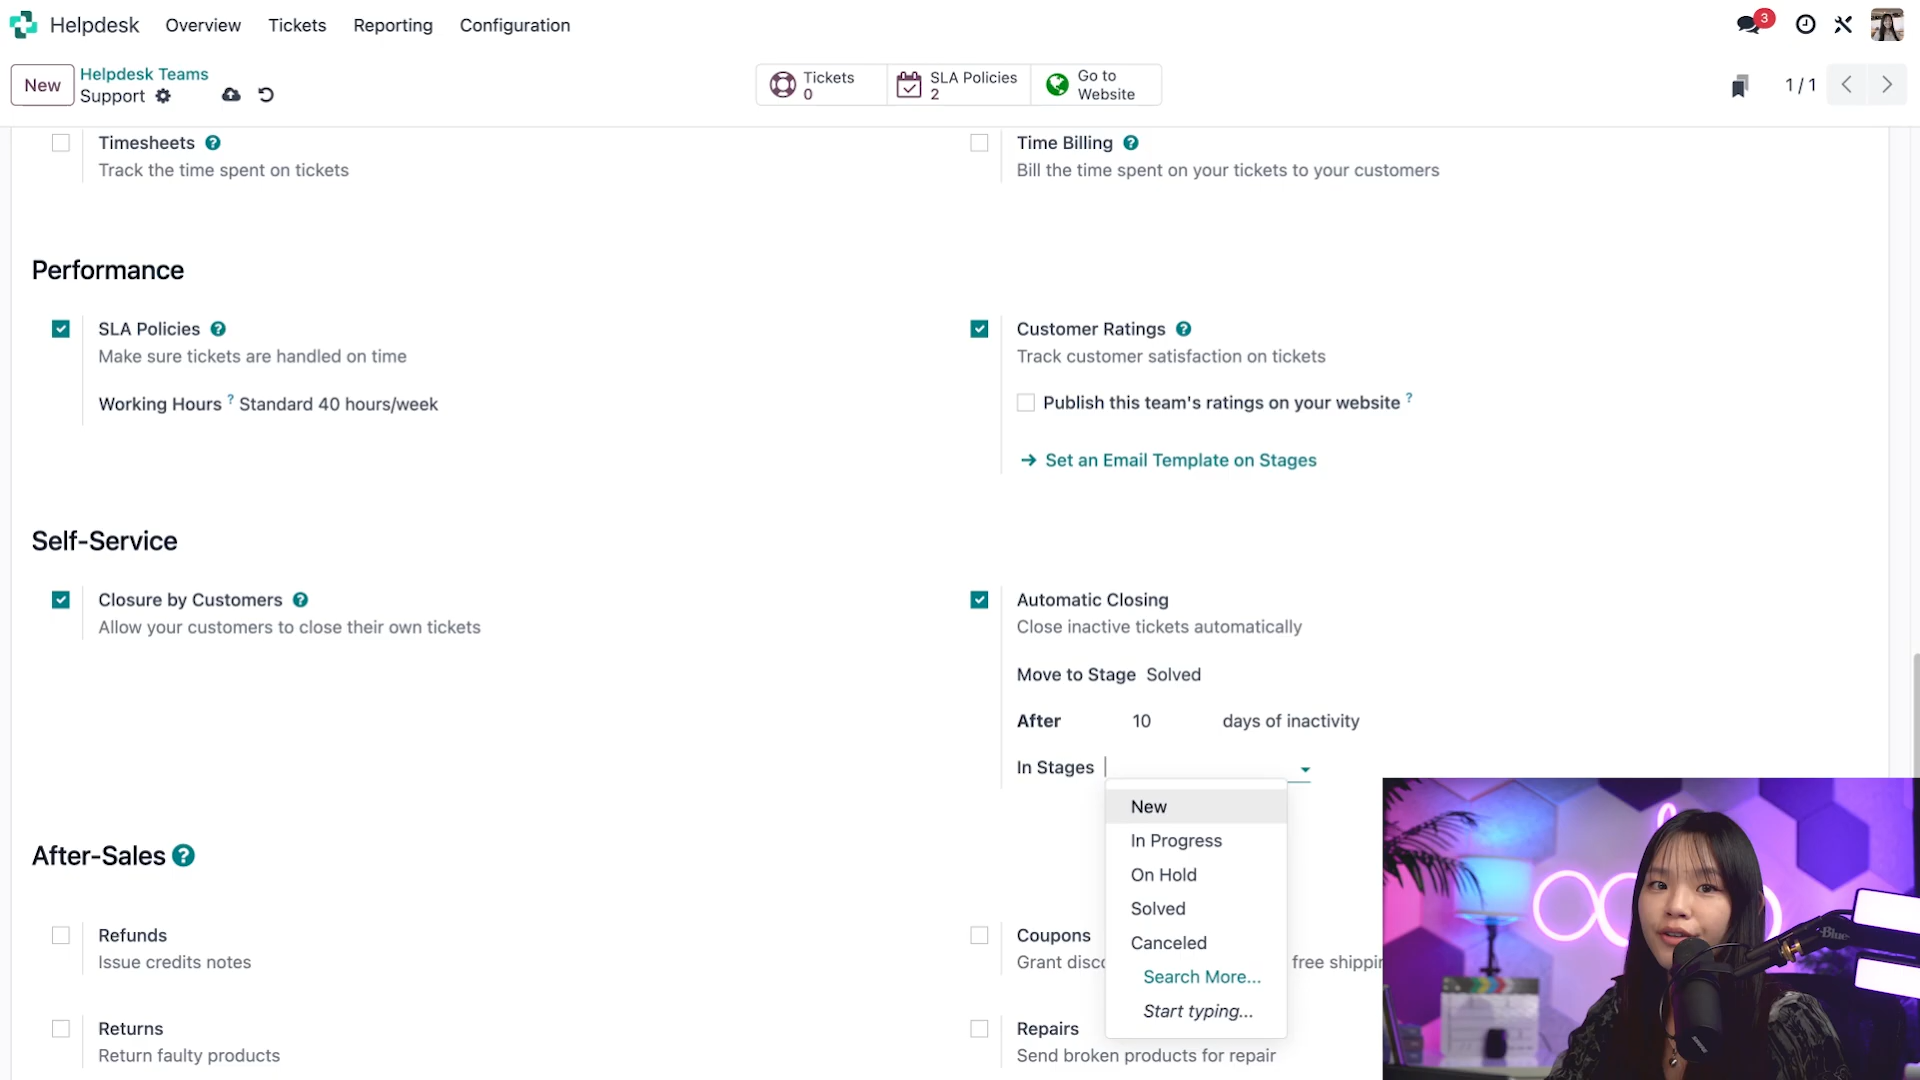 Helpdesk Overview Tickets Reporting Configuration 3
New Helpdesk Teams
Support
Tickets
0
SLA Policies
2
Go to
Website
1 / 1
Timesheets ?
Track the time spent on tickets
Time Billing ?
Bill the time spent on your tickets to your customers
Performance
SLA Policies ?
Make sure tickets are handled on time
Working Hours ? Standard 40 hours/week
Customer Ratings ?
Track customer satisfaction on tickets
Publish this team's ratings on your website ?
Set an Email Template on Stages
Self-Service
Closure by Customers ?
Allow your customers to close their own tickets
Automatic Closing
Close inactive tickets automatically
Move to Stage Solved
After 10 days of inactivity
In Stages
New
In Progress
On Hold
Solved
Canceled
Search More...
Start typing...
After-Sales ?
Refunds
Issue credits notes
Coupons
free
Returns
Return faulty products
Repairs
Send broken products for repair
Blue